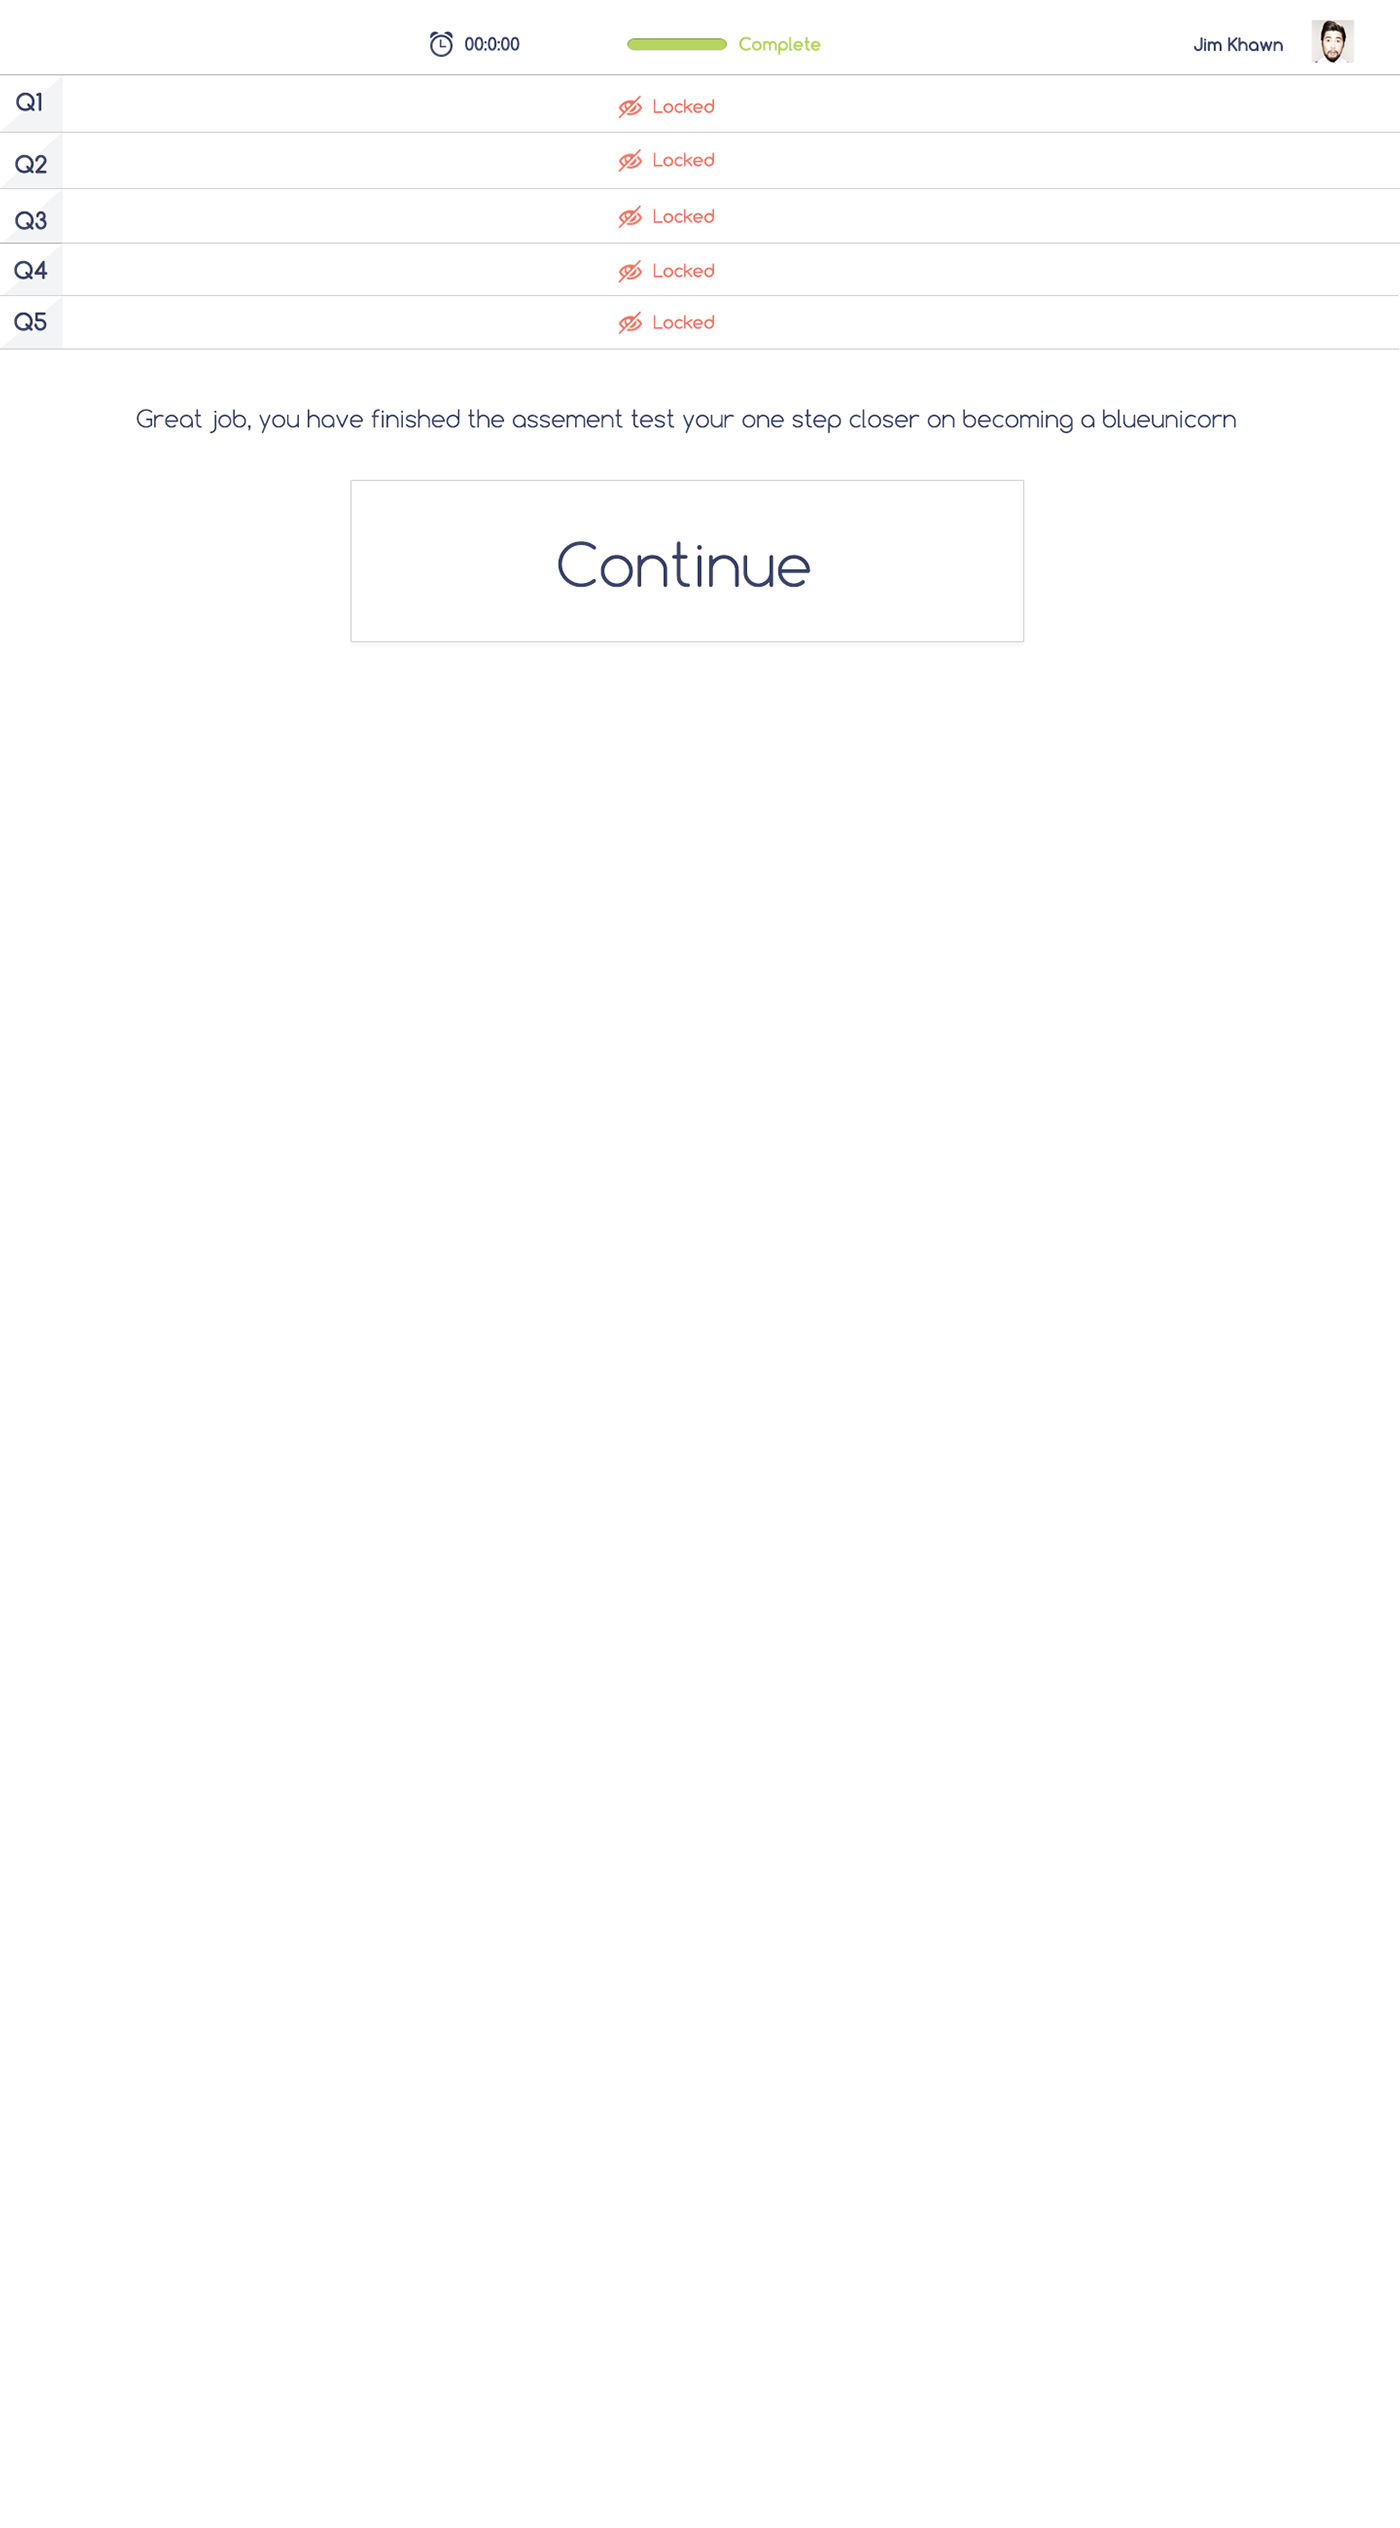 00:0:00 Complete Jim Khawn
Q1 Locked
Q2 Locked
Q3 Locked
Q4 Locked
Q5 Locked
Great job, you have finished the assement test your one step closer on becoming a blueunicorn
Continue